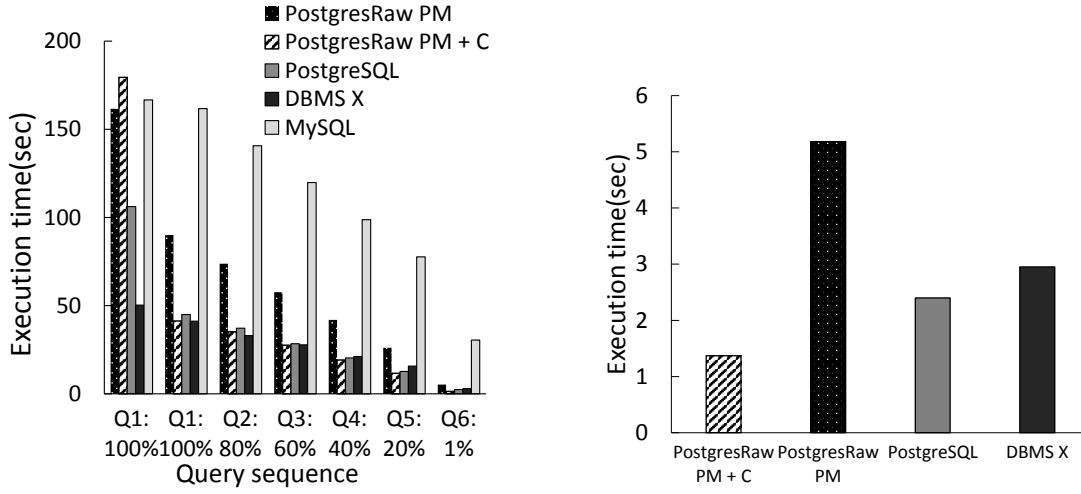 PostgresRaw PM
PostgresRaw PM + C
PostgreSQL
DBMS X
MySQL
Execution time(sec)
200
150
100
50
0
Q1: Q1: Q2: Q3: Q4: Q5: Q6:
100% 100% 80% 60% 40% 20% 1%
Query sequence
Execution time(sec)
6
5
4
3
2
1
0
PostgresRaw PostgresRaw PostgreSQL DBMS X
PM + C PM